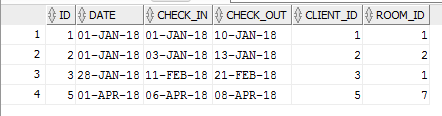 ID DATE CHECK_IN CHECK_OUT CLIENT_ID ROOM_ID
1 1 01-JAN-18 01-JAN-18 10-JAN-18 1 1
2 2 01-JAN-18 03-JAN-18 13-JAN-18 2 2
3 3 28-JAN-18 11-FEB-18 21-FEB-18 3 1
4 5 01-APR-18 06-APR-18 08-APR-18 5 7